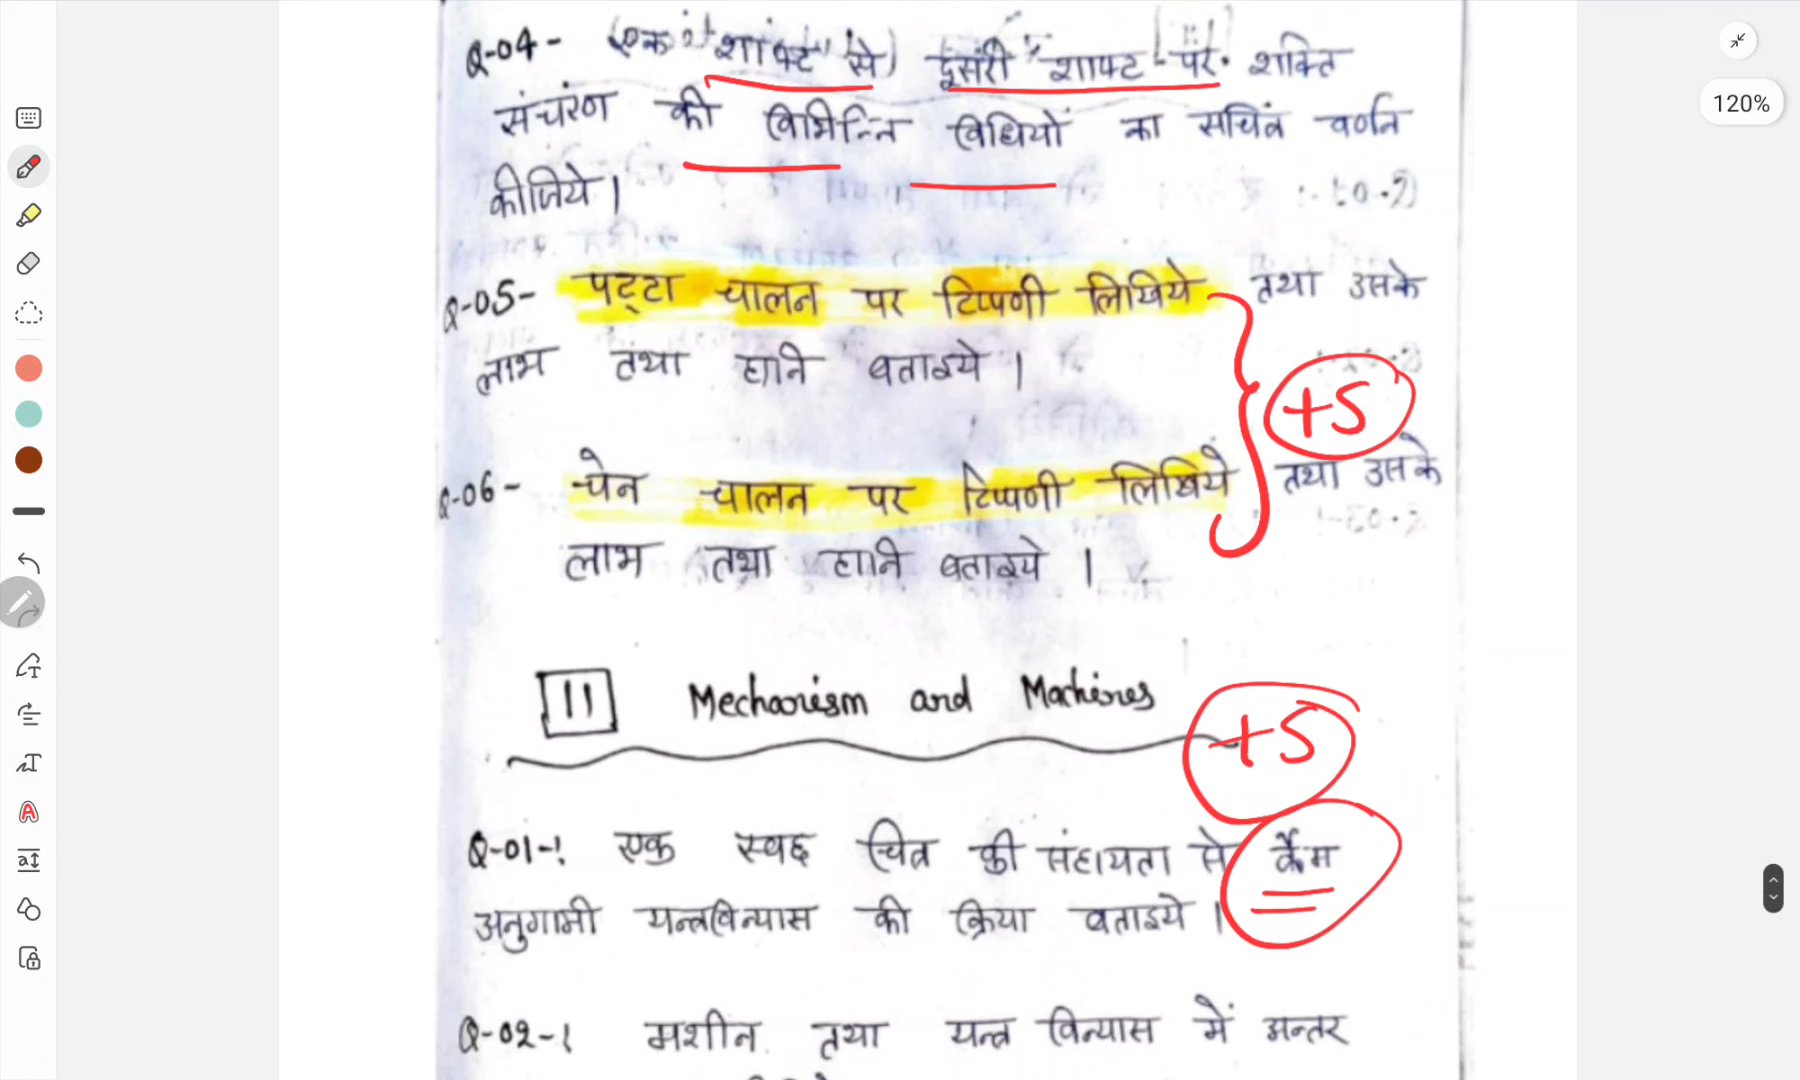 120%
Q-04- (एक शाफ्ट से) दूसरी शाफ्ट पर शक्ति
संचरण की विभिन्न विधियों का सचित्र वर्णन
कीजिये।
Q-05- पट्टा चालन पर टिप्पणी लिखिये तथा उसके
लाभ तथा हानि बताइये।
+5
Q-06- चेन चालन पर टिप्पणी लिखिये तथा उसके
लाभ तथा हानि बताइये।
11 Mechanism and Machines
+5
Q-01-! एक स्वछ चित्र की सहायता से कैम
अनुगामी यन्त्रविन्यास की क्रिया बताइये।
Q-02-! मशीन तथा यन्त्र विन्यास में अन्तर